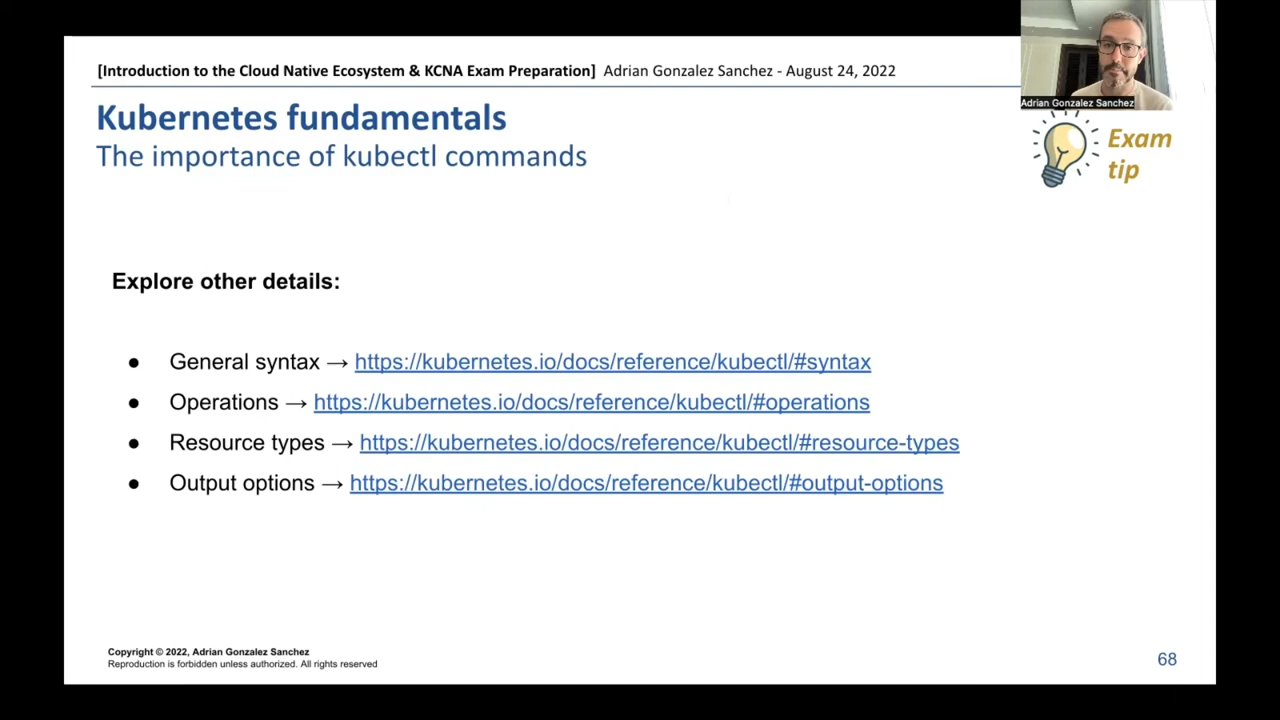 [Introduction to the Cloud Native Ecosystem & KCNA Exam Preparation] Adrian Gonzalez Sanchez - August 24, 2022
Adrian Gonzalez Sanchez
Kubernetes fundamentals
The importance of kubectl commands
Exam
tip
Explore other details:
● General syntax → https://kubernetes.io/docs/reference/kubectl/#syntax
● Operations → https://kubernetes.io/docs/reference/kubectl/#operations
● Resource types → https://kubernetes.io/docs/reference/kubectl/#resource-types
● Output options → https://kubernetes.io/docs/reference/kubectl/#output-options
Copyright © 2022, Adrian Gonzalez Sanchez
Reproduction is forbidden unless authorized. All rights reserved
68